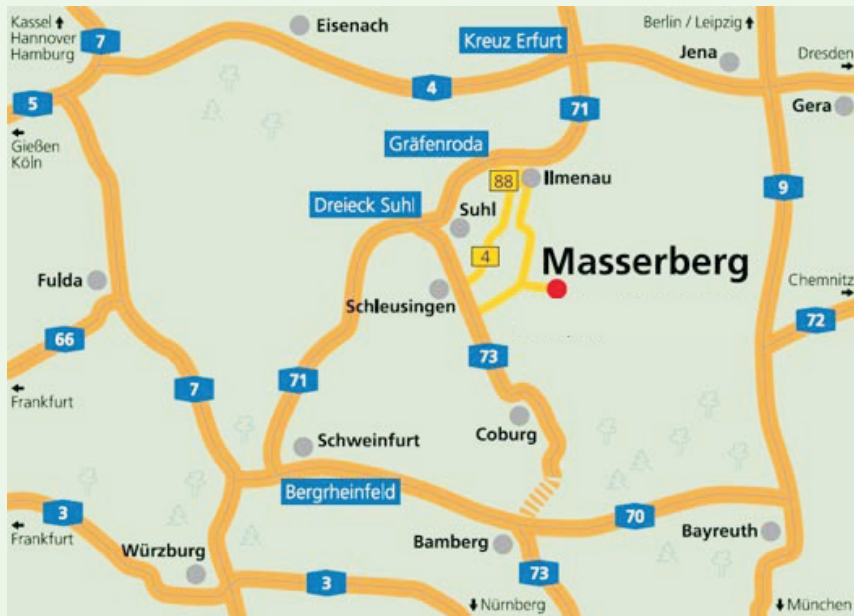 Kassel
Hannover
Hamburg
7
Eisenach
Kreuz Erfurt
Berlin / Leipzig
Jena
Dresden
5
4
71
Gera
Gießen
Köln
Gräfenroda
88
Ilmenau
9
Dreieck Suhl
Suhl
4
Masserberg
Fulda
Schleusingen
Chemnitz
72
66
73
7
71
Frankfurt
Schweinfurt
Coburg
Bergrheinfeld
3
70
Frankfurt
Würzburg
Bamberg
Bayreuth
73
3
Nürnberg
München